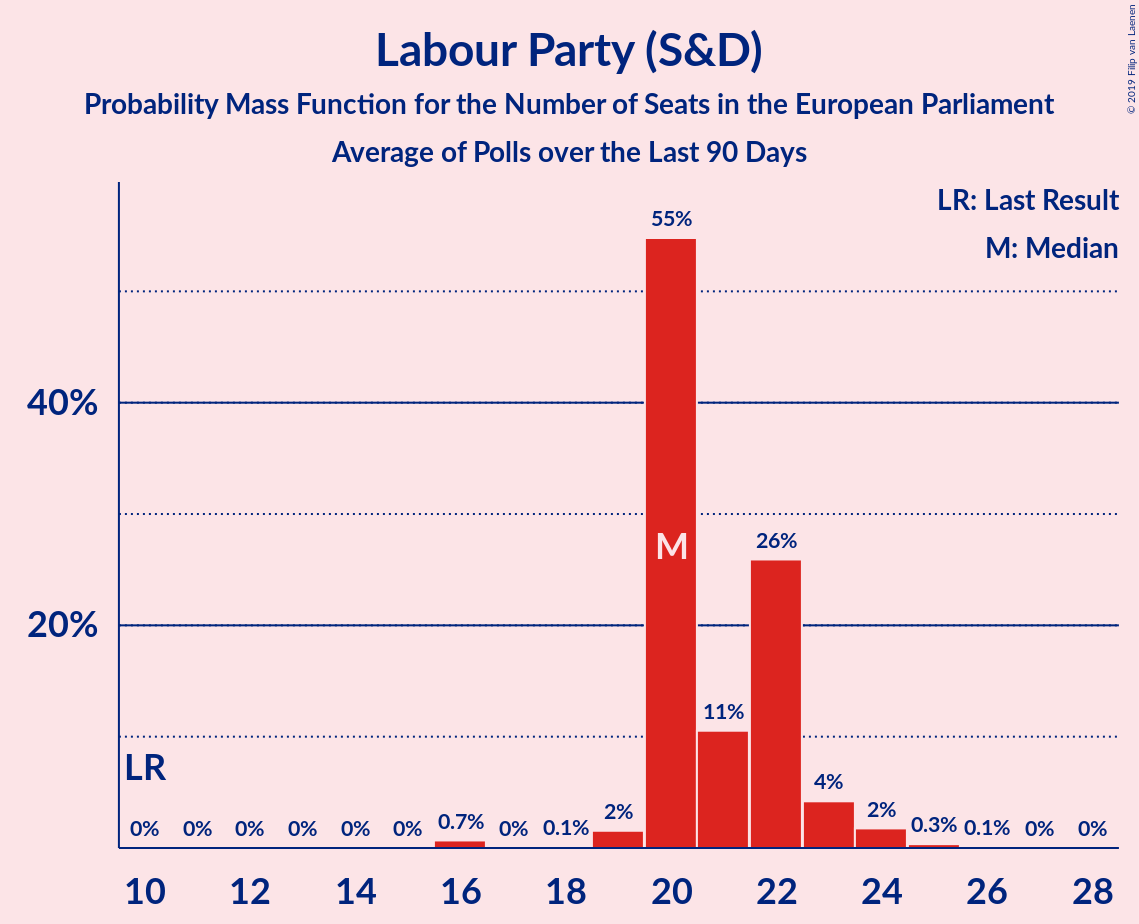 Labour Party (S&D)
Probability Mass Function for the Number of Seats in the European Parliament
Average of Polls over the Last 90 Days
© 2019 Filip van Laenen
LR: Last Result
M: Median
55%
40%
M
26%
20%
11%
LR
4%
0% 0% 0% 0% 0% 0% 0.7% 0% 0.1% 2% 2% 0.3% 0.1% 0% 0%
10 12 14 16 18 20 22 24 26 28